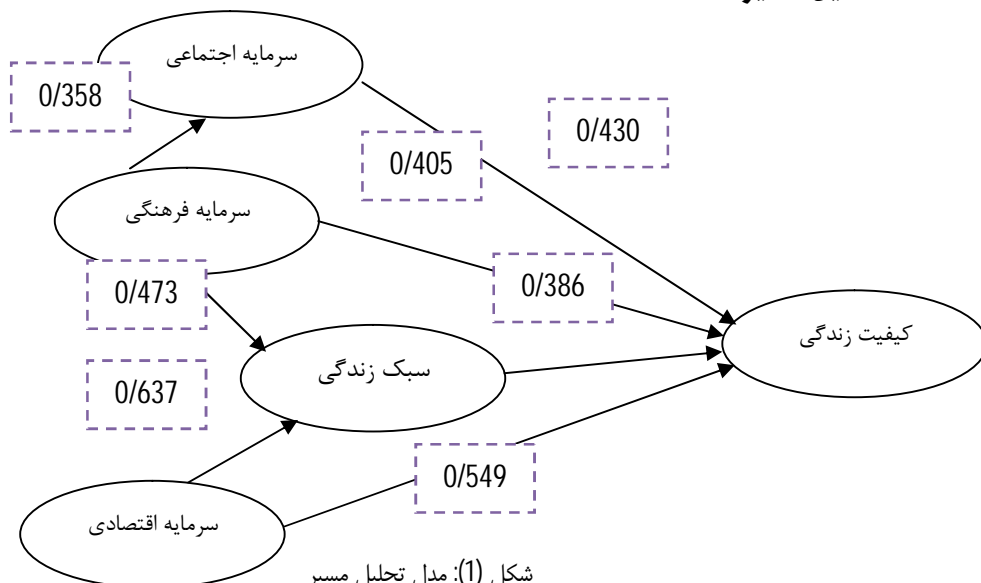 سرمایه اجتماعی
0/358
0/430
0/405
سرمایه فرهنگی
0/473
0/386
کیفیت زندگی
سبک زندگی
0/637
0/549
سرمایه اقتصادی
شکل (1): مدل تحلیل مسیر